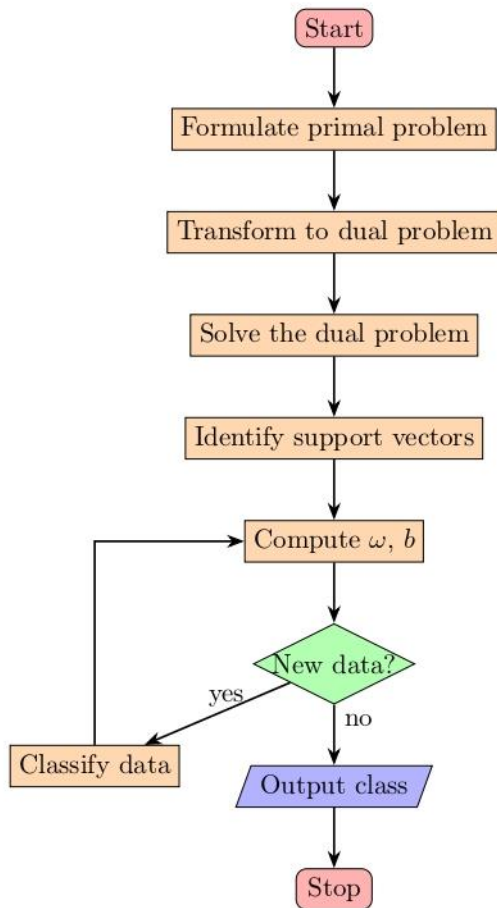 Start
Formulate primal problem
Transform to dual problem
Solve the dual problem
Identify support vectors
Compute ω, b
New data?
yes
no
Classify data
Output class
Stop